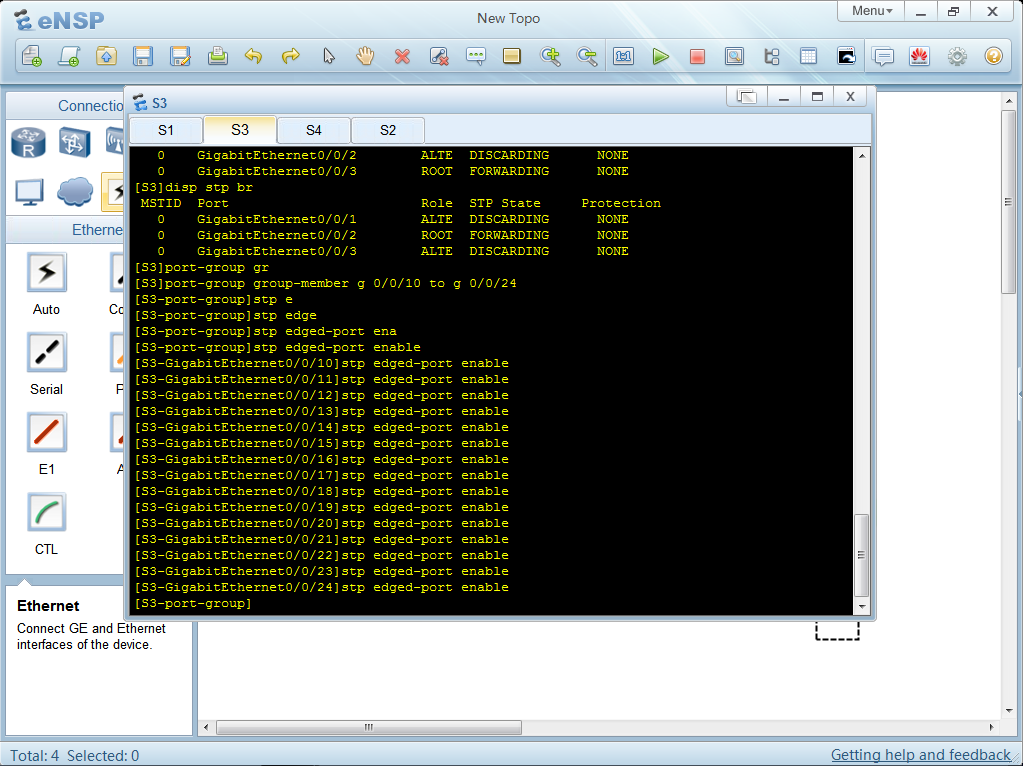 eNSP
New Topo
Menu
1:1
Connectio
R
Etherne
Auto
Co
Serial
F
E1
A
CTL
Ethernet
Connect GE and Ethernet
interfaces of the device.
S3
S1 S3 S4 S2
0 GigabitEthernet0/0/2 ALTE DISCARDING NONE
0 GigabitEthernet0/0/3 ROOT FORWARDING NONE
[S3]disp stp br
MSTID Port Role STP State Protection
0 GigabitEthernet0/0/1 ALTE DISCARDING NONE
0 GigabitEthernet0/0/2 ROOT FORWARDING NONE
0 GigabitEthernet0/0/3 ALTE DISCARDING NONE
[S3]port-group gr
[S3]port-group group-member g 0/0/10 to g 0/0/24
[S3-port-group]stp e
[S3-port-group]stp edge
[S3-port-group]stp edged-port ena
[S3-port-group]stp edged-port enable
[S3-GigabitEthernet0/0/10]stp edged-port enable
[S3-GigabitEthernet0/0/11]stp edged-port enable
[S3-GigabitEthernet0/0/12]stp edged-port enable
[S3-GigabitEthernet0/0/13]stp edged-port enable
[S3-GigabitEthernet0/0/14]stp edged-port enable
[S3-GigabitEthernet0/0/15]stp edged-port enable
[S3-GigabitEthernet0/0/16]stp edged-port enable
[S3-GigabitEthernet0/0/17]stp edged-port enable
[S3-GigabitEthernet0/0/18]stp edged-port enable
[S3-GigabitEthernet0/0/19]stp edged-port enable
[S3-GigabitEthernet0/0/20]stp edged-port enable
[S3-GigabitEthernet0/0/21]stp edged-port enable
[S3-GigabitEthernet0/0/22]stp edged-port enable
[S3-GigabitEthernet0/0/23]stp edged-port enable
[S3-GigabitEthernet0/0/24]stp edged-port enable
[S3-port-group]
Total: 4 Selected: 0
Getting help and feedback